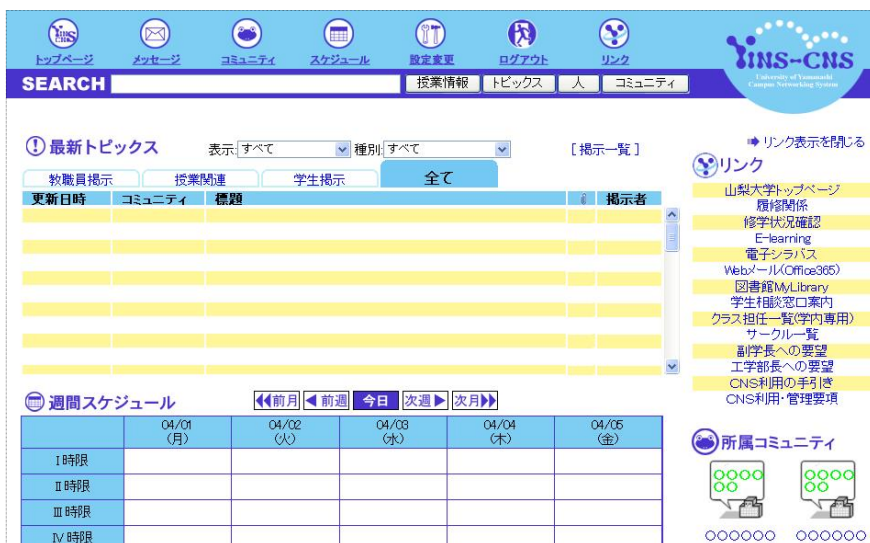 YINS CNS
トップページ メッセージ コミュニティ スケジュール 設定変更 ログアウト リンク
YINS-CNS
University of Yamanashi
Campus Networking System
SEARCH 授業情報 トピックス 人 コミュニティ
➡ リンク表示を閉じる
最新トピックス 表示: すべて 種別: すべて [ 掲示一覧 ]
教職員掲示 授業関連 学生掲示 全て
更新日時 コミュニティ 標題 掲示者
リンク
山梨大学トップページ
履修関係
修学状況確認
E-learning
電子シラバス
Webメール(Office365)
図書館MyLibrary
学生相談窓口案内
クラス担任一覧(学内専用)
サークル一覧
副学長への要望
工学部長への要望
CNS利用の手引き
CNS利用・管理要項
週間スケジュール ◀◀前月 ◀前週 今日 次週▶ 次月▶▶
04/01 04/02 04/03 04/04 04/05
(月) (火) (水) (木) (金)
I 時限
II 時限
III 時限
IV 時限
所属コミュニティ
○○○○ ○○○○
○○ ○○
○○○○○○ ○○○○○○